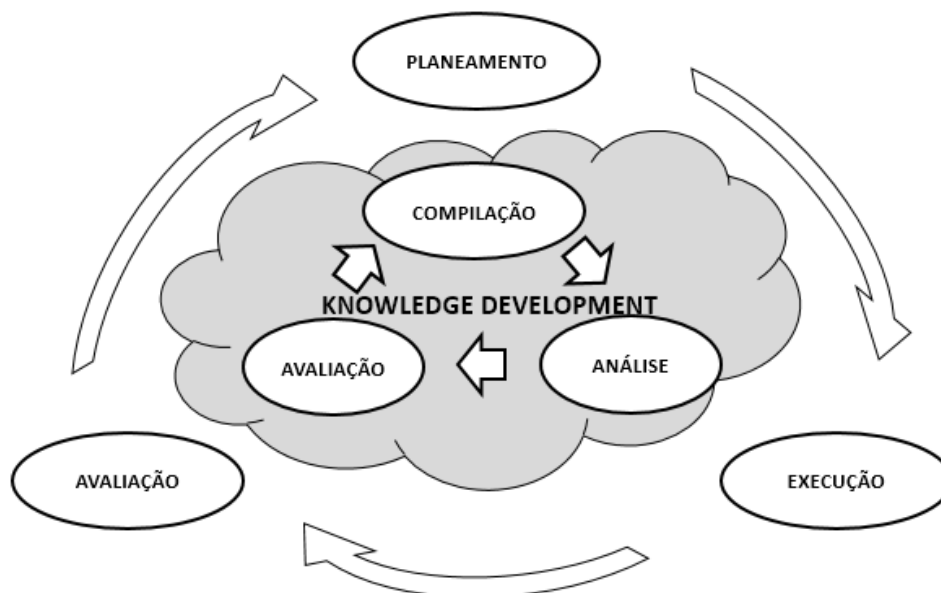 PLANEAMENTO
COMPILAÇÃO
KNOWLEDGE DEVELOPMENT
AVALIAÇÃO
ANÁLISE
AVALIAÇÃO
EXECUÇÃO